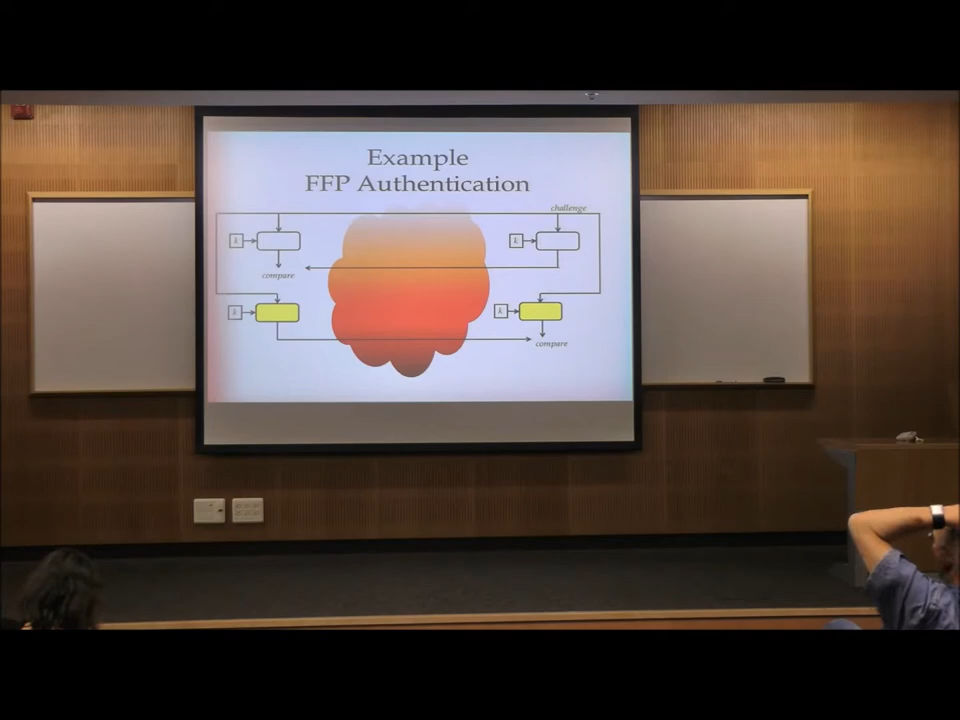 Example
FFP Authentication
challenge
k
k
compare
k
k
compare